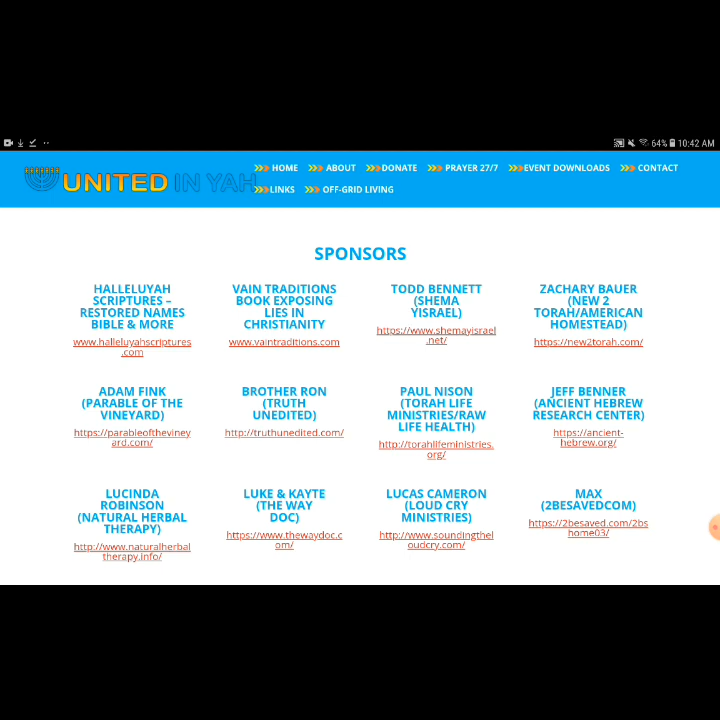 64% 10:42 AM
UNITED IN YAH
HOME ABOUT DONATE PRAYER 27/7 EVENT DOWNLOADS CONTACT
LINKS OFF-GRID LIVING
SPONSORS
HALLELUYAH
SCRIPTURES –
RESTORED NAMES
BIBLE & MORE
www.halleluyahscriptures
.com
VAIN TRADITIONS
BOOK EXPOSING
LIES IN
CHRISTIANITY
www.vaintraditions.com
TODD BENNETT
(SHEMA
YISRAEL)
https://www.shemayisrael
.net/
ZACHARY BAUER
(NEW 2
TORAH/AMERICAN
HOMESTEAD)
https://new2torah.com/
ADAM FINK
(PARABLE OF THE
VINEYARD)
https://parableoftheviney
ard.com/
BROTHER RON
(TRUTH
UNEDITED)
http://truthunedited.com/
PAUL NISON
(TORAH LIFE
MINISTRIES/RAW
LIFE HEALTH)
http://torahlifeministries.
org/
JEFF BENNER
(ANCIENT HEBREW
RESEARCH CENTER)
https://ancient-
hebrew.org/
LUCINDA
ROBINSON
(NATURAL HERBAL
THERAPY)
http://www.naturalherbal
therapy.info/
LUKE & KAYTE
(THE WAY
DOC)
https://www.thewaydoc.c
om/
LUCAS CAMERON
(LOUD CRY
MINISTRIES)
http://www.soundingthel
oudcry.com/
MAX
(2BESAVEDCOM)
https://2besaved.com/2bs
home03/